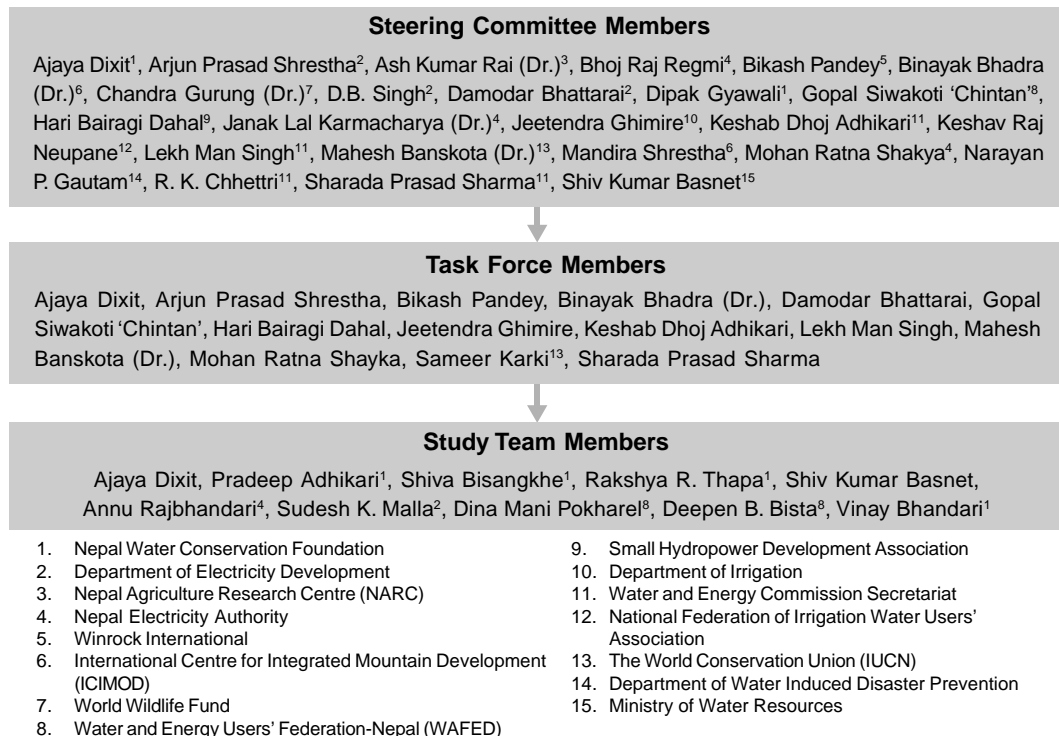 Steering Committee Members
Ajaya Dixit¹, Arjun Prasad Shrestha², Ash Kumar Rai (Dr.)³, Bhoj Raj Regmi⁴, Bikash Pandey⁵, Binayak Bhadra
(Dr.)⁶, Chandra Gurung (Dr.)⁷, D.B. Singh², Damodar Bhattarai², Dipak Gyawali¹, Gopal Siwakoti ‘Chintan’⁸,
Hari Bairagi Dahal⁹, Janak Lal Karmacharya (Dr.)⁴, Jeetendra Ghimire¹⁰, Keshab Dhoj Adhikari¹¹, Keshav Raj
Neupane¹², Lekh Man Singh¹¹, Mahesh Banskota (Dr.)¹³, Mandira Shrestha⁶, Mohan Ratna Shakya⁴, Narayan
P. Gautam¹⁴, R. K. Chhettri¹¹, Sharada Prasad Sharma¹¹, Shiv Kumar Basnet¹⁵
Task Force Members
Ajaya Dixit, Arjun Prasad Shrestha, Bikash Pandey, Binayak Bhadra (Dr.), Damodar Bhattarai, Gopal
Siwakoti ‘Chintan’, Hari Bairagi Dahal, Jeetendra Ghimire, Keshab Dhoj Adhikari, Lekh Man Singh, Mahesh
Banskota (Dr.), Mohan Ratna Shayka, Sameer Karki¹³, Sharada Prasad Sharma
Study Team Members
Ajaya Dixit, Pradeep Adhikari¹, Shiva Bisangkhe¹, Rakshya R. Thapa¹, Shiv Kumar Basnet,
Annu Rajbhandari⁴, Sudesh K. Malla², Dina Mani Pokharel⁸, Deepen B. Bista⁸, Vinay Bhandari¹
1. Nepal Water Conservation Foundation
2. Department of Electricity Development
3. Nepal Agriculture Research Centre (NARC)
4. Nepal Electricity Authority
5. Winrock International
6. International Centre for Integrated Mountain Development
(ICIMOD)
7. World Wildlife Fund
8. Water and Energy Users’ Federation-Nepal (WAFED)
9. Small Hydropower Development Association
10. Department of Irrigation
11. Water and Energy Commission Secretariat
12. National Federation of Irrigation Water Users’
Association
13. The World Conservation Union (IUCN)
14. Department of Water Induced Disaster Prevention
15. Ministry of Water Resources